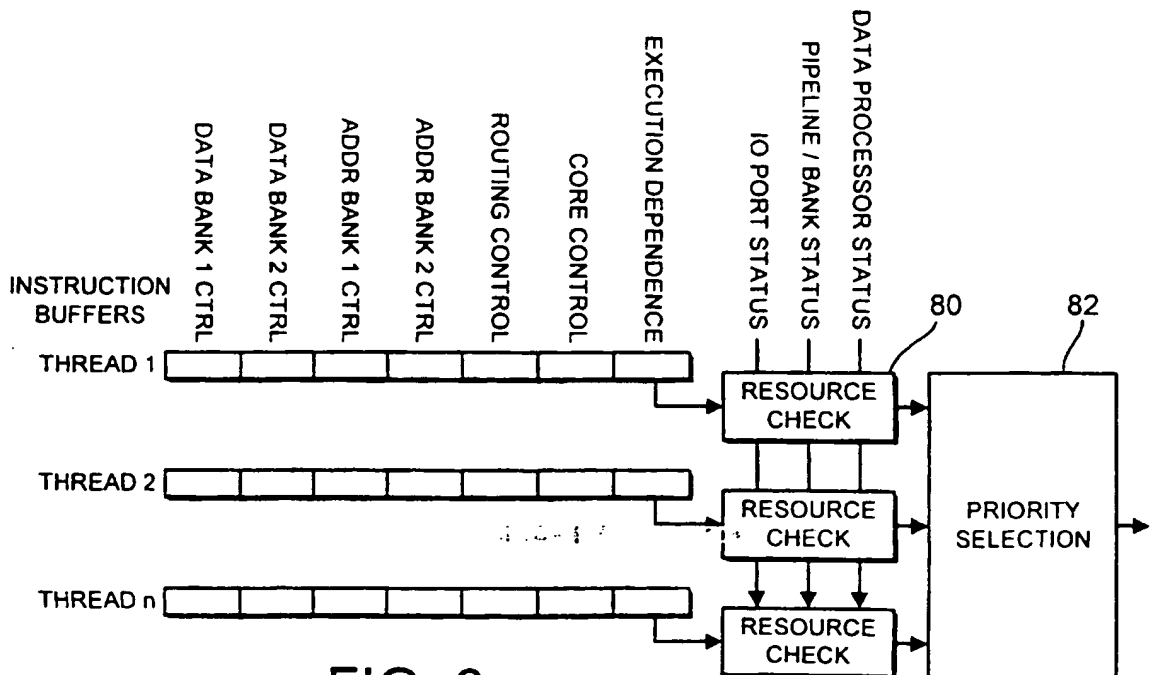 DATA BANK 1 CTRL
DATA BANK 2 CTRL
ADDR BANK 1 CTRL
ADDR BANK 2 CTRL
ROUTING CONTROL
CORE CONTROL
EXECUTION DEPENDENCE
IO PORT STATUS
PIPELINE / BANK STATUS
DATA PROCESSOR STATUS
80
82
INSTRUCTION
BUFFERS
THREAD 1
RESOURCE
CHECK
THREAD 2
RESOURCE
CHECK
PRIORITY
SELECTION
THREAD n
RESOURCE
CHECK
FIG.